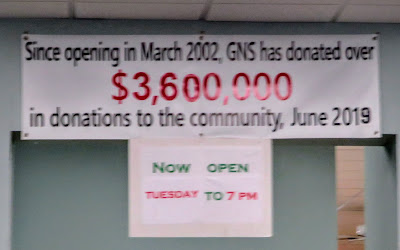 Since opening in March 2002, GNS has donated over
$3,600,000
in donations to the community, June 2019
NOW OPEN
TUESDAY TO 7 PM